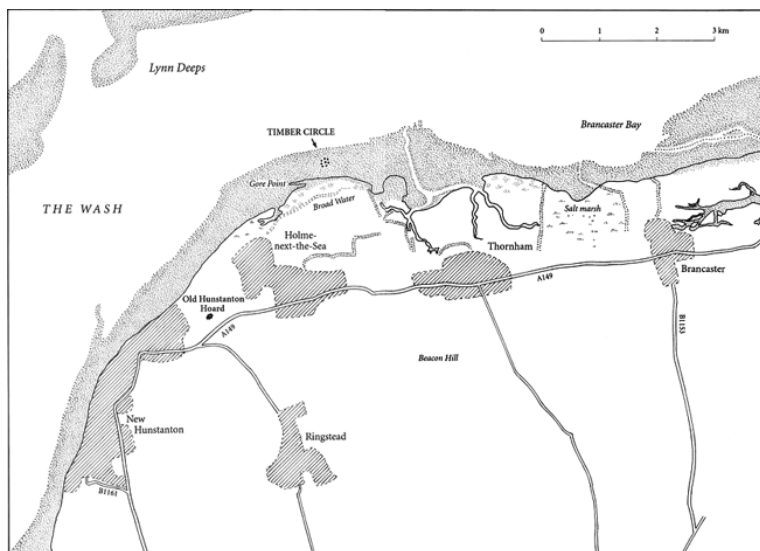 0 1 2 3 km
Lynn Deeps
Brancaster Bay
TIMBER CIRCLE
Gore Point
THE WASH
Broad Water
Salt marsh
Holme-
next-the-Sea
Thornham
Brancaster
A149
Old Hunstanton
Hoard
A149
B1153
Beacon Hill
New
Hunstanton
Ringstead
B1161